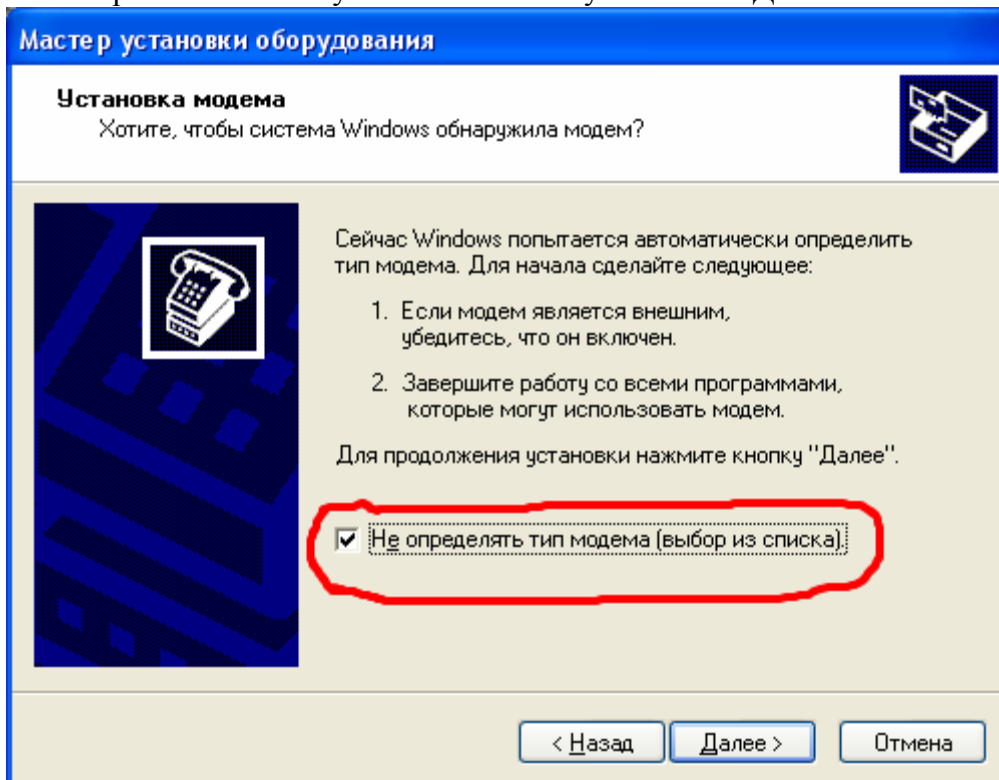 Мастер установки оборудования
Установка модема
Хотите, чтобы система Windows обнаружила модем?
Сейчас Windows попытается автоматически определить
тип модема. Для начала сделайте следующее:
1. Если модем является внешним,
убедитесь, что он включен.
2. Завершите работу со всеми программами,
которые могут использовать модем.
Для продолжения установки нажмите кнопку "Далее".
Не определять тип модема (выбор из списка).
< Назад
Далее >
Отмена